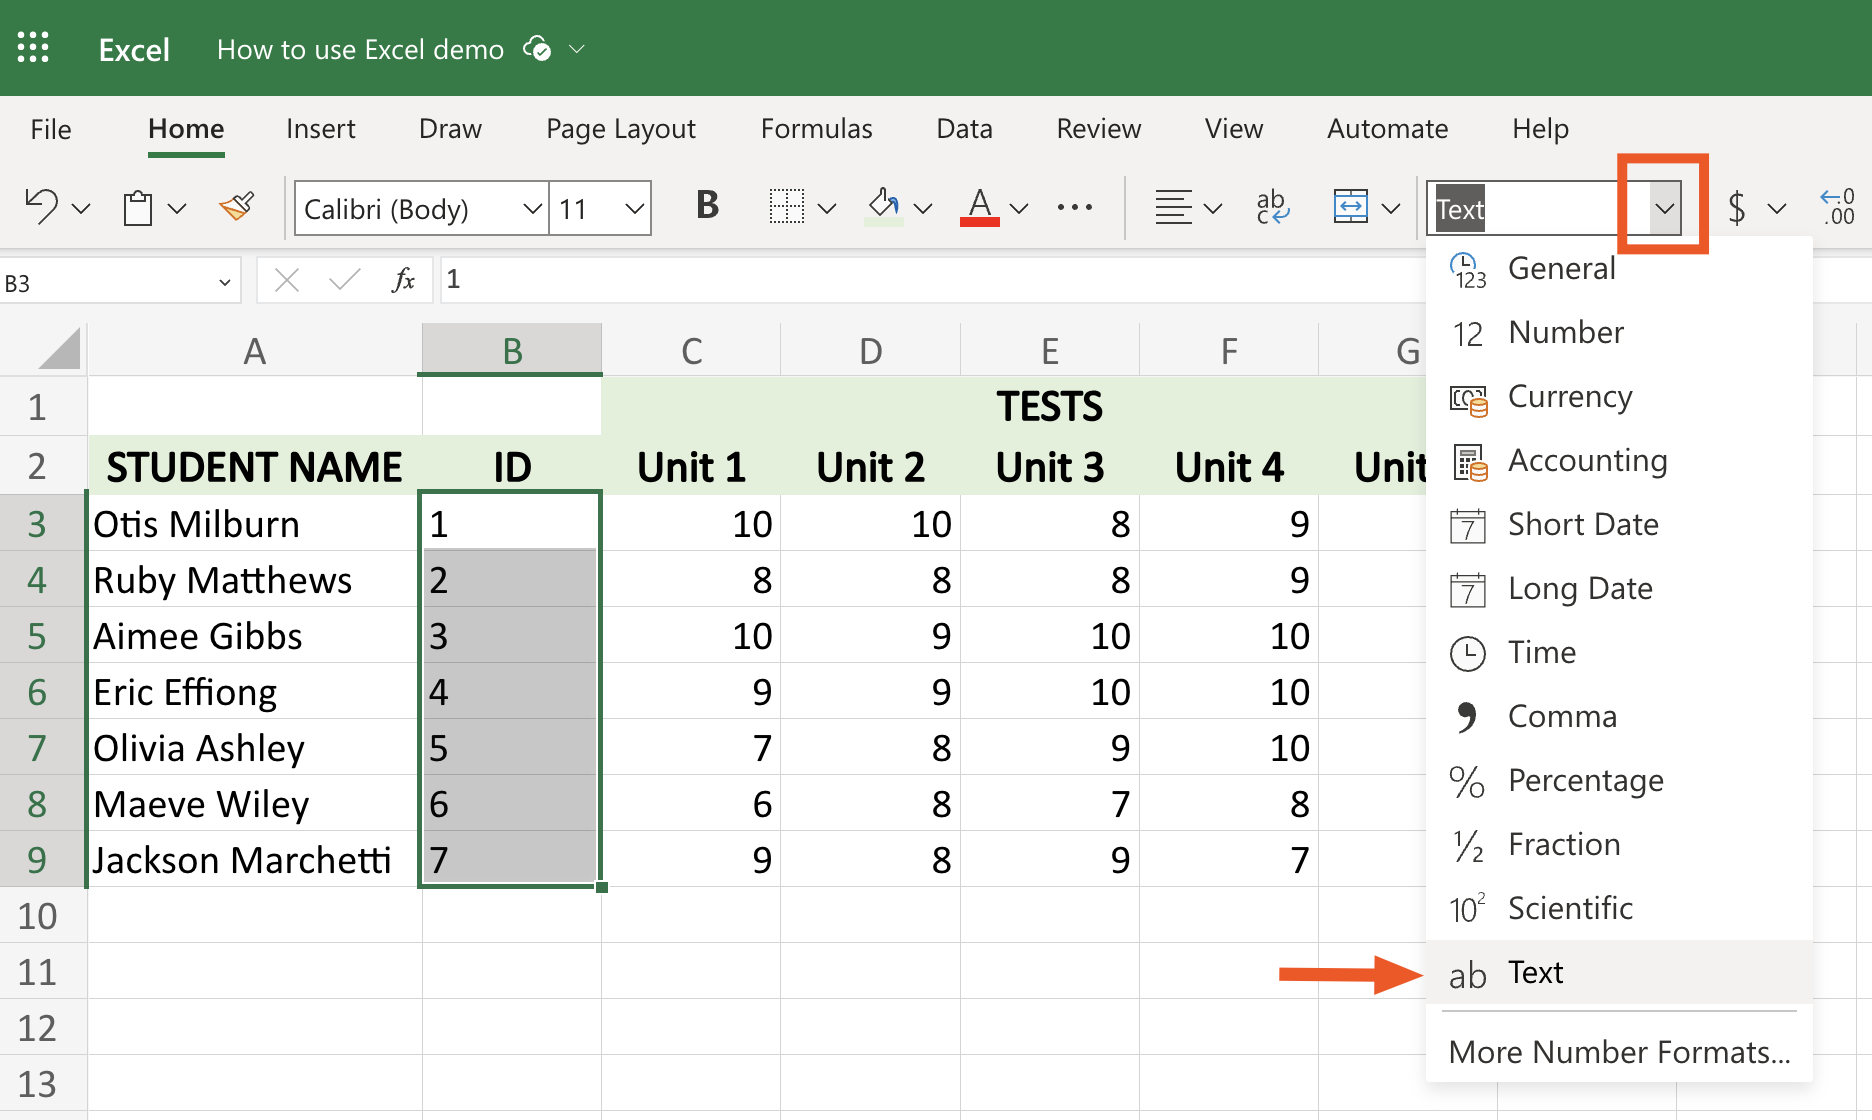 Excel How to use Excel demo
File Home Insert Draw Page Layout Formulas Data Review View Automate Help
Calibri (Body) 11 B A ab c Text $ .0 .00
B3 fx 1
A B C D E F G
1 TESTS
2 STUDENT NAME ID Unit 1 Unit 2 Unit 3 Unit 4 Unit
3 Otis Milburn 1 10 10 8 9
4 Ruby Matthews 2 8 8 8 9
5 Aimee Gibbs 3 10 9 10 10
6 Eric Effiong 4 9 9 10 10
7 Olivia Ashley 5 7 8 9 10
8 Maeve Wiley 6 6 8 7 8
9 Jackson Marchetti 7 9 8 9 7
10
11
12
13
123 General
12 Number
Currency
Accounting
7 Short Date
7 Long Date
Time
Comma
% Percentage
½ Fraction
10² Scientific
ab Text
More Number Formats...